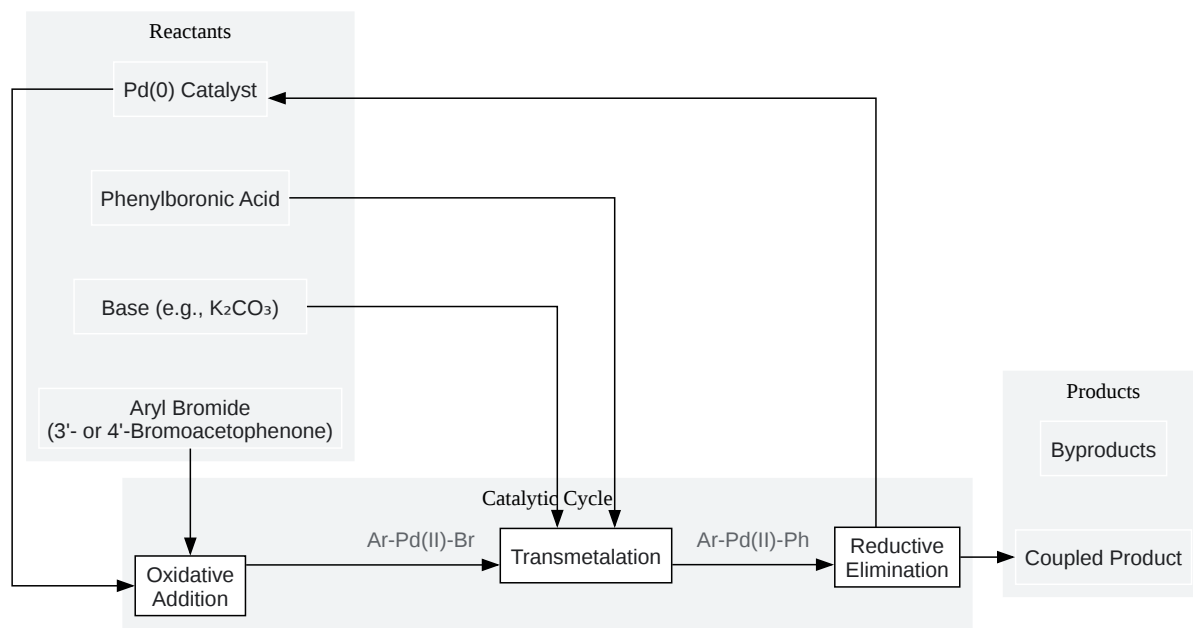 Reactants
Pd(0) Catalyst
Phenylboronic Acid
Base (e.g., K₂CO₃)
Aryl Bromide
(3'- or 4'-Bromoacetophenone)
Products
Byproducts
Coupled Product
Catalytic Cycle
Oxidative
Addition
Ar-Pd(II)-Br
Transmetalation
Ar-Pd(II)-Ph
Reductive
Elimination